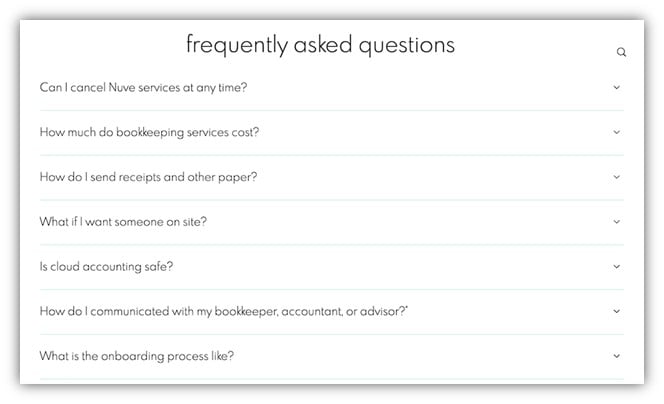 frequently asked questions
Can I cancel Nuve services at any time?
How much do bookkeeping services cost?
How do I send receipts and other paper?
What if I want someone on site?
Is cloud accounting safe?
How do I communicated with my bookkeeper, accountant, or advisor?*
What is the onboarding process like?